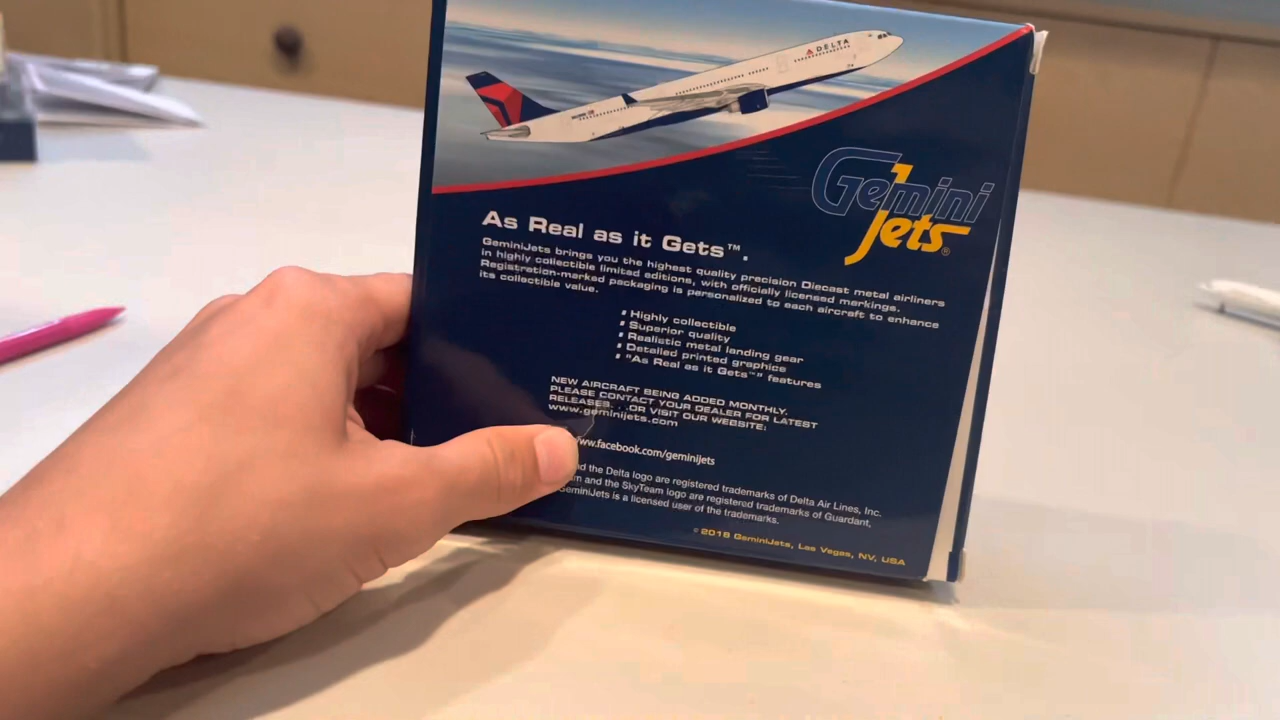 DELTA
Gemini
Jets®
As Real as it Gets™.
GeminiJets brings you the highest quality precision Diecast metal airliners
in highly collectible limited editions, with officially licensed markings.
Registration-marked packaging is personalized to each aircraft to enhance
its collectible value.
Highly collectible
Superior quality
Realistic metal landing gear
Detailed printed graphics
"As Real as it Gets™" features
NEW AIRCRAFT BEING ADDED MONTHLY.
PLEASE CONTACT YOUR DEALER FOR LATEST
RELEASES. . .OR VISIT OUR WEBSITE:
www.geminijets.com
www.facebook.com/geminijets
and the Delta logo are registered trademarks of Delta Air Lines, Inc.
and the SkyTeam logo are registered trademarks of Guardant,
GeminiJets is a licensed user of the trademarks.
©2018 GeminiJets, Las Vegas, NV, USA